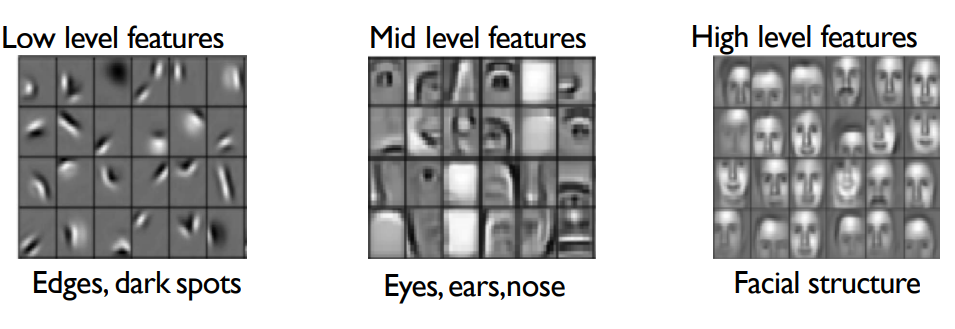 Low level features
Mid level features
High level features
Edges, dark spots
Eyes, ears,nose
Facial structure